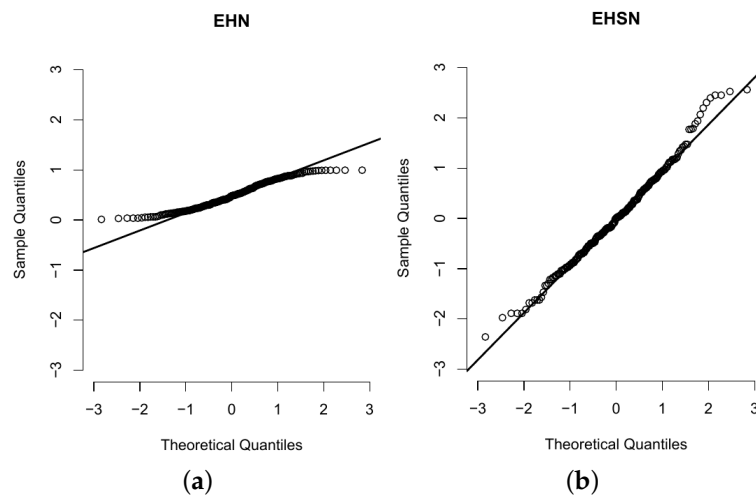 EHN
3
2
1
0
−1
−2
−3
Sample Quantiles
−3 −2 −1 0 1 2 3
Theoretical Quantiles
(a)
EHSN
3
2
1
0
−1
−2
−3
Sample Quantiles
−3 −2 −1 0 1 2 3
Theoretical Quantiles
(b)